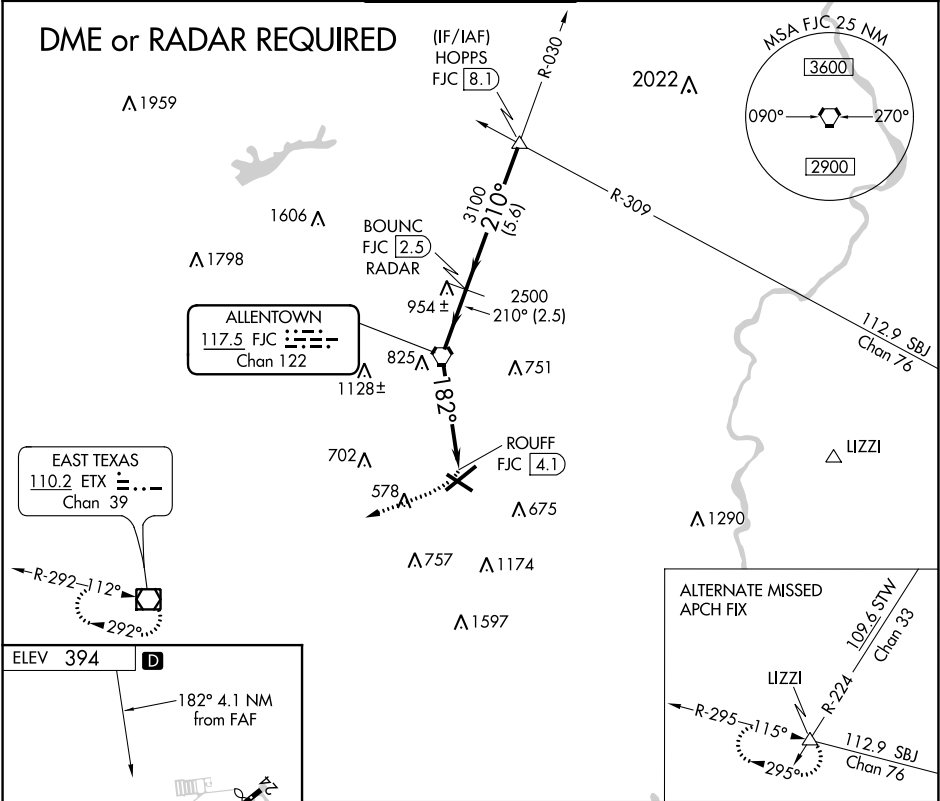 DME or RADAR REQUIRED
(IF/IAF)
HOPPS
FJC 8.1
R-030
2022
MSA FJC 25 NM
3600
090°
270°
2900
1959
1606
1798
3100
210°
(5.6)
R-309
BOUNC
FJC 2.5
RADAR
954±
2500
210° (2.5)
112.9 SBJ
Chan 76
ALLENTOWN
117.5 FJC
Chan 122
825
1128±
751
182°
LIZZI
ROUFF
FJC 4.1
702
578
675
1290
EAST TEXAS
110.2 ETX
Chan 39
R-292
112°
292°
757
1174
1597
ALTERNATE MISSED
APCH FIX
109.6 STW
Chan 33
R-224
LIZZI
R-295
115°
295°
112.9 SBJ
Chan 76
ELEV 394
D
182° 4.1 NM
from FAF
24